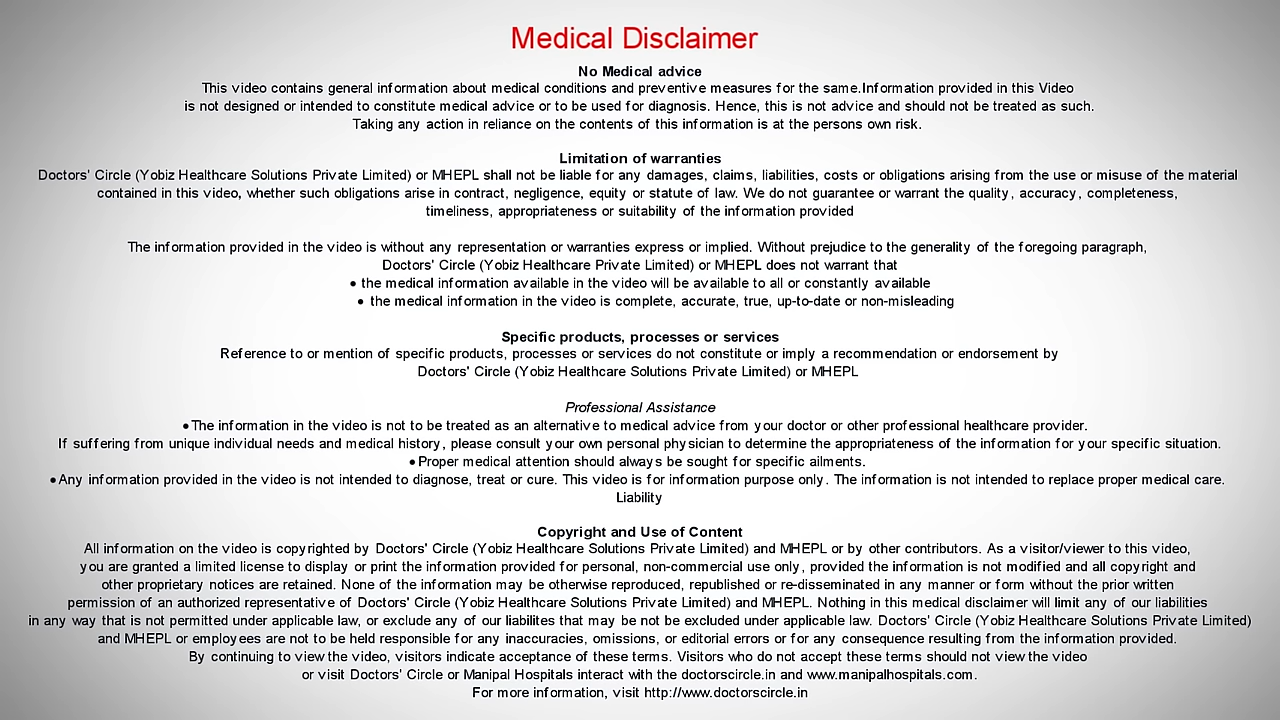 Medical Disclaimer
No Medical advice
This video contains general information about medical conditions and preventive measures for the same.Information provided in this Video
is not designed or intended to constitute medical advice or to be used for diagnosis. Hence, this is not advice and should not be treated as such.
Taking any action in reliance on the contents of this information is at the persons own risk.
Limitation of warranties
Doctors' Circle (Yobiz Healthcare Solutions Private Limited) or MHEPL shall not be liable for any damages, claims, liabilities, costs or obligations arising from the use or misuse of the material
contained in this video, whether such obligations arise in contract, negligence, equity or statute of law. We do not guarantee or warrant the quality, accuracy, completeness,
timeliness, appropriateness or suitability of the information provided
The information provided in the video is without any representation or warranties express or implied. Without prejudice to the generality of the foregoing paragraph,
Doctors' Circle (Yobiz Healthcare Private Limited) or MHEPL does not warrant that
• the medical information available in the video will be available to all or constantly available
• the medical information in the video is complete, accurate, true, up-to-date or non-misleading
Specific products, processes or services
Reference to or mention of specific products, processes or services do not constitute or imply a recommendation or endorsement by
Doctors' Circle (Yobiz Healthcare Solutions Private Limited) or MHEPL
Professional Assistance
•The information in the video is not to be treated as an alternative to medical advice from your doctor or other professional healthcare provider.
If suffering from unique individual needs and medical history, please consult your own personal physician to determine the appropriateness of the information for your specific situation.
•Proper medical attention should always be sought for specific ailments.
•Any information provided in the video is not intended to diagnose, treat or cure. This video is for information purpose only. The information is not intended to replace proper medical care.
Liability
Copyright and Use of Content
All information on the video is copyrighted by Doctors' Circle (Yobiz Healthcare Solutions Private Limited) and MHEPL or by other contributors. As a visitor/viewer to this video,
you are granted a limited license to display or print the information provided for personal, non-commercial use only, provided the information is not modified and all copyright and
other proprietary notices are retained. None of the information may be otherwise reproduced, republished or re-disseminated in any manner or form without the prior written
permission of an authorized representative of Doctors' Circle (Yobiz Healthcare Solutions Private Limited) and MHEPL. Nothing in this medical disclaimer will limit any of our liabilities
in any way that is not permitted under applicable law, or exclude any of our liabilites that may be not be excluded under applicable law. Doctors' Circle (Yobiz Healthcare Solutions Private Limited)
and MHEPL or employees are not to be held responsible for any inaccuracies, omissions, or editorial errors or for any consequence resulting from the information provided.
By continuing to view the video, visitors indicate acceptance of these terms. Visitors who do not accept these terms should not view the video
or visit Doctors' Circle or Manipal Hospitals interact with the doctorscircle.in and www.manipalhospitals.com.
For more information, visit http://www.doctorscircle.in